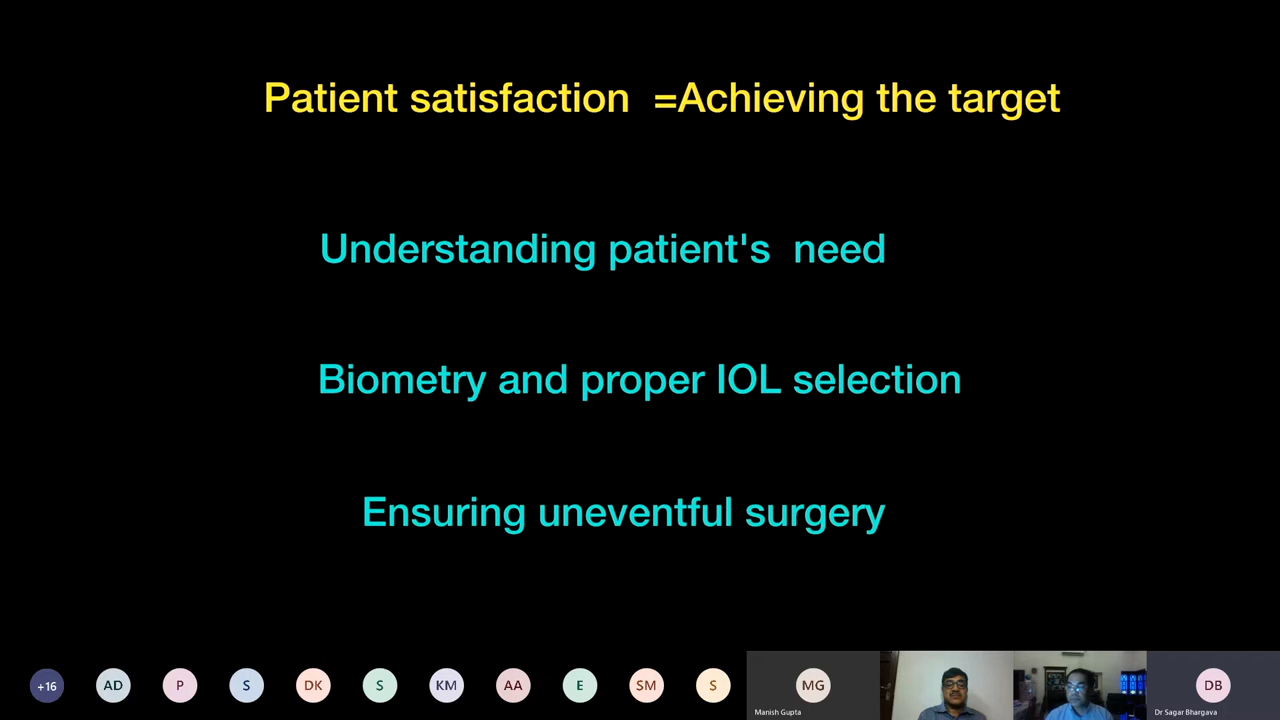 Patient satisfaction =Achieving the target
Understanding patient's need
Biometry and proper IOL selection
Ensuring uneventful surgery
+16 AD P S DK S KM AA E SM S MG DB
Manish Gupta Dr Sagar Bhargava